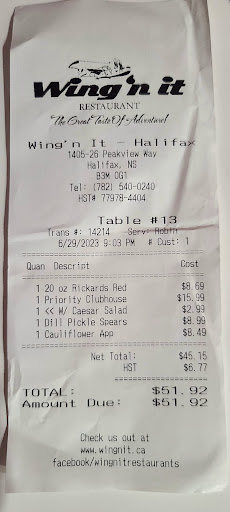 Wing'n it
RESTAURANT
The Great Taste Of Adventure!
Wing'n It - Halifax
1405-26 Peakview Way
Halifax, NS
B3M 0G1
Tel: (782) 540-0240
HST# 77978-4404
Table #13
Trans #: 14214 Serv: Robfit
5/29/2023 9:03 PM # Cust: 1
Quan Descript Cost
1 20 oz Rickards Red $8.69
1 Priority Clubhouse $15.99
1 << W/ Caesar Salad $2.99
1 Dill Pickle Spears $8.99
1 Cauliflower App $8.49
Net Total: $45.15
HST $6.77
TOTAL: $51.92
Amount Due: $51.92
Check us out at
www.wingnit.ca
facebook/wingnitrestaurants